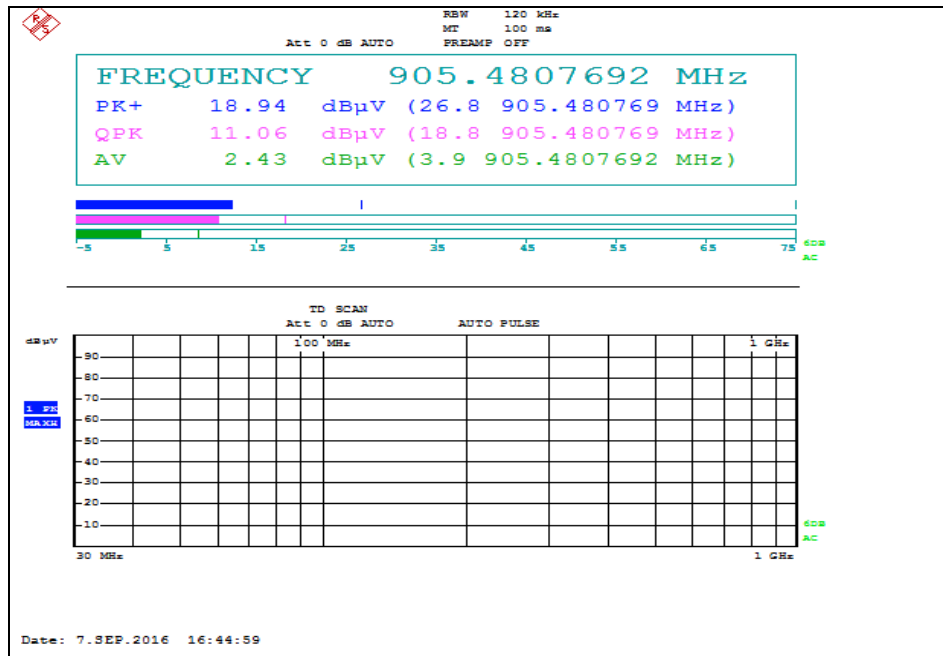 R
S
RBW 120 kHz
MT 100 ms
Att 0 dB AUTO PREAMP OFF
FREQUENCY 905.4807692 MHz
PK+ 18.94 dBµV (26.8 905.480769 MHz)
QPK 11.06 dBµV (18.8 905.480769 MHz)
AV 2.43 dBµV (3.9 905.4807692 MHz)
-5 5 15 25 35 45 55 65 75
6DB
AC
TD SCAN
Att 0 dB AUTO AUTO PULSE
dBµV
100 MHz 1 GHz
90
80
70
1 PK
MAXH
60
50
40
30
20
10
6DB
AC
30 MHz 1 GHz
Date: 7.SEP.2016 16:44:59